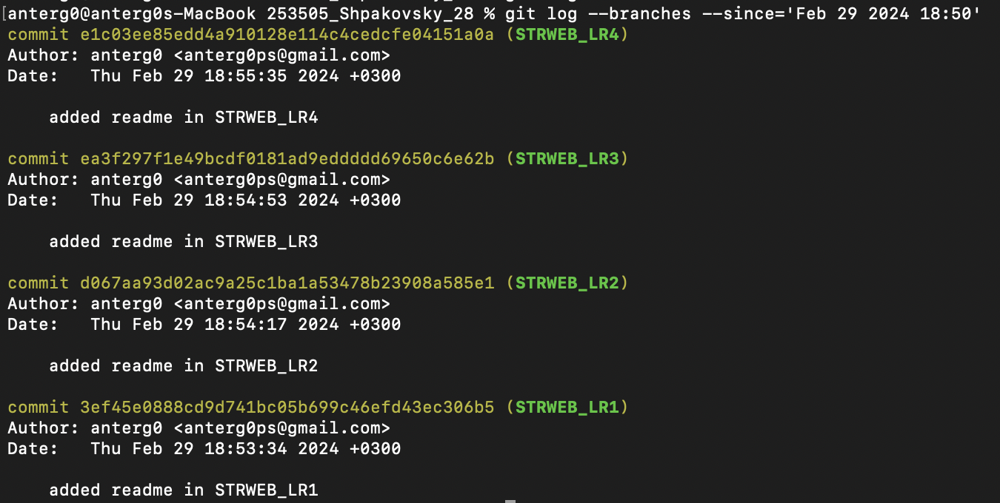 [anterg0@anterg0s-MacBook 253505_Shpakovsky_28 % git log --branches --since='Feb 29 2024 18:50'
commit e1c03ee85edd4a910128e114c4cedcfe04151a0a (STRWEB_LR4)
Author: anterg0 <anterg0ps@gmail.com>
Date:   Thu Feb 29 18:55:35 2024 +0300
    added readme in STRWEB_LR4
commit ea3f297f1e49bcdf0181ad9eddddd69650c6e62b (STRWEB_LR3)
Author: anterg0 <anterg0ps@gmail.com>
Date:   Thu Feb 29 18:54:53 2024 +0300
    added readme in STRWEB_LR3
commit d067aa93d02ac9a25c1ba1a53478b23908a585e1 (STRWEB_LR2)
Author: anterg0 <anterg0ps@gmail.com>
Date:   Thu Feb 29 18:54:17 2024 +0300
    added readme in STRWEB_LR2
commit 3ef45e0888cd9d741bc05b699c46efd43ec306b5 (STRWEB_LR1)
Author: anterg0 <anterg0ps@gmail.com>
Date:   Thu Feb 29 18:53:34 2024 +0300
    added readme in STRWEB_LR1